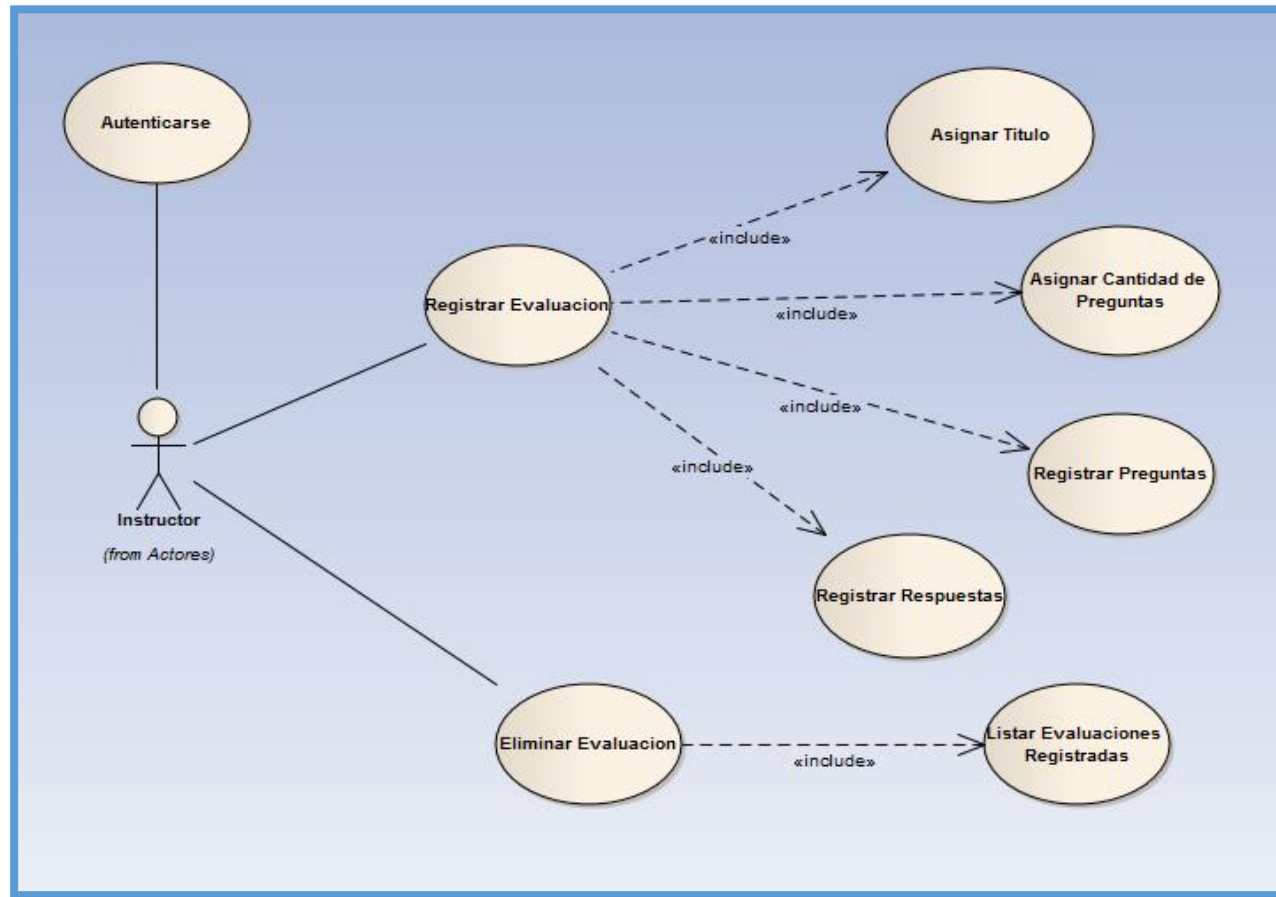 Autenticarse
Asignar Titulo
«include»
Registrar Evaluacion
Asignar Cantidad de
Preguntas
«include»
«include»
Registrar Preguntas
«include»
Instructor
(from Actores)
Registrar Respuestas
Eliminar Evaluacion
«include»
Listar Evaluaciones
Registradas